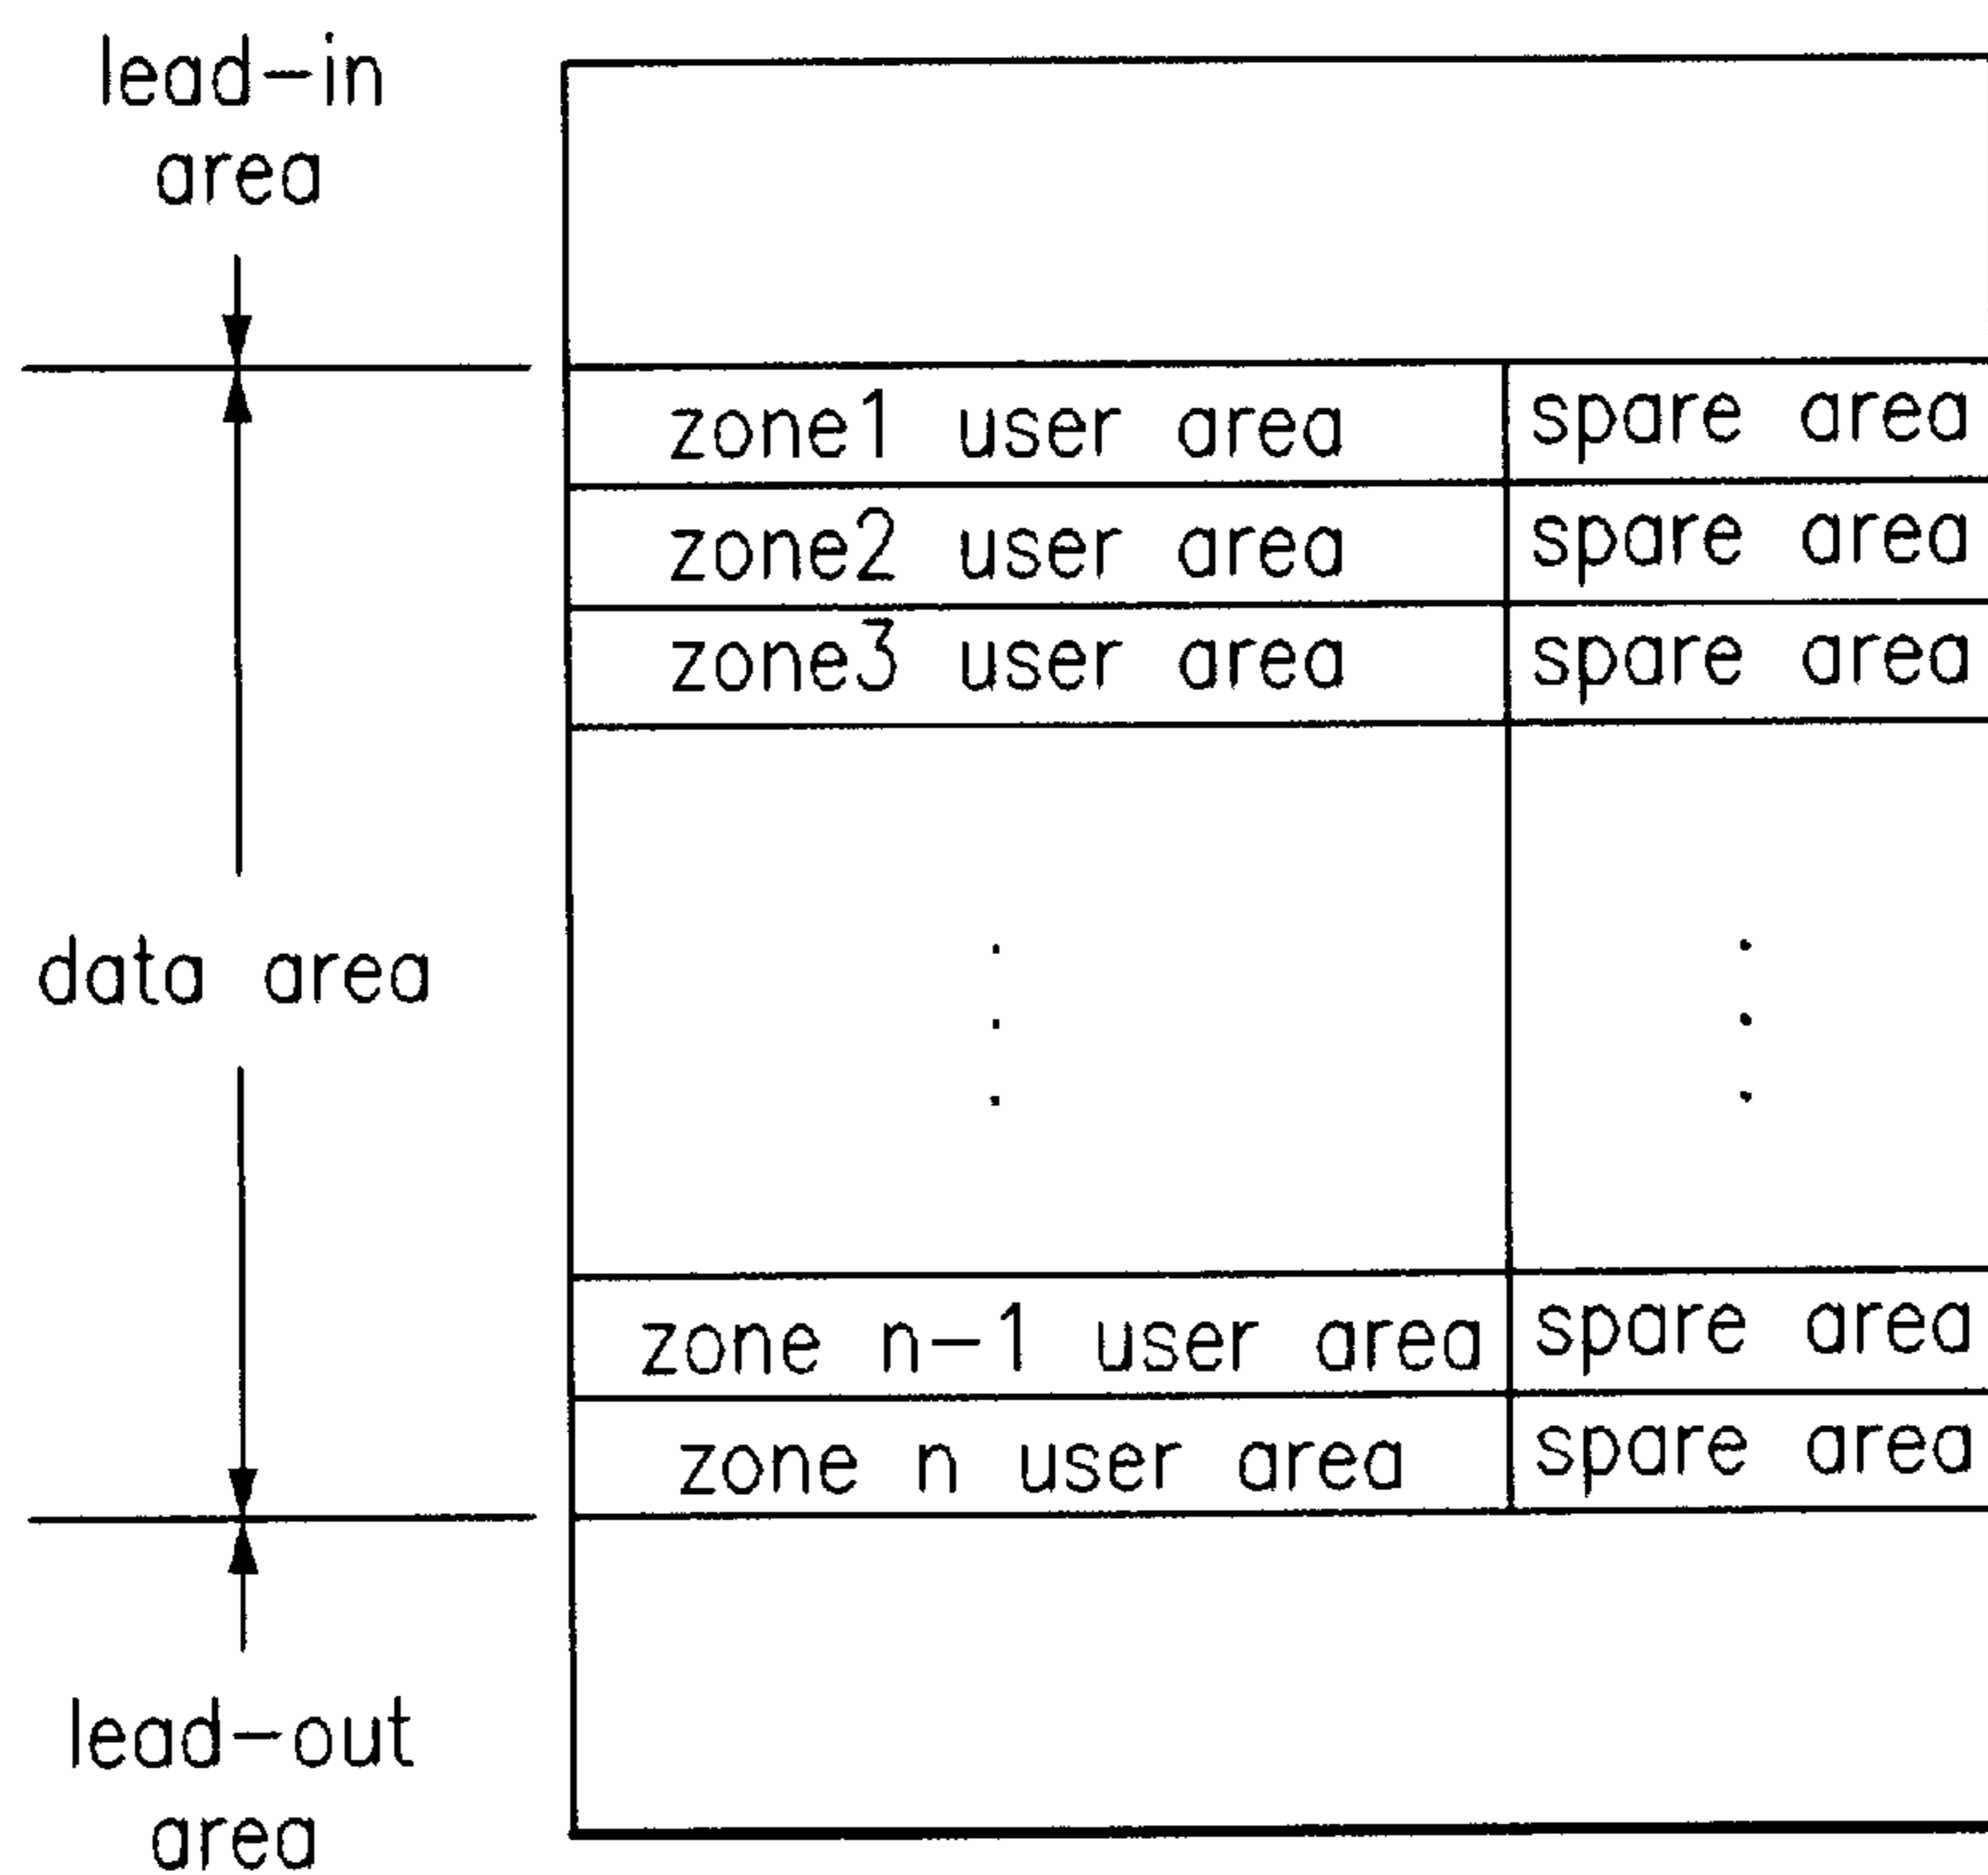 lead-in
area
zone1 user area spare area
zone2 user area spare area
zone3 user area spare area
data area
zone n-1 user area spare area
zone n user area spare area
lead-out
area